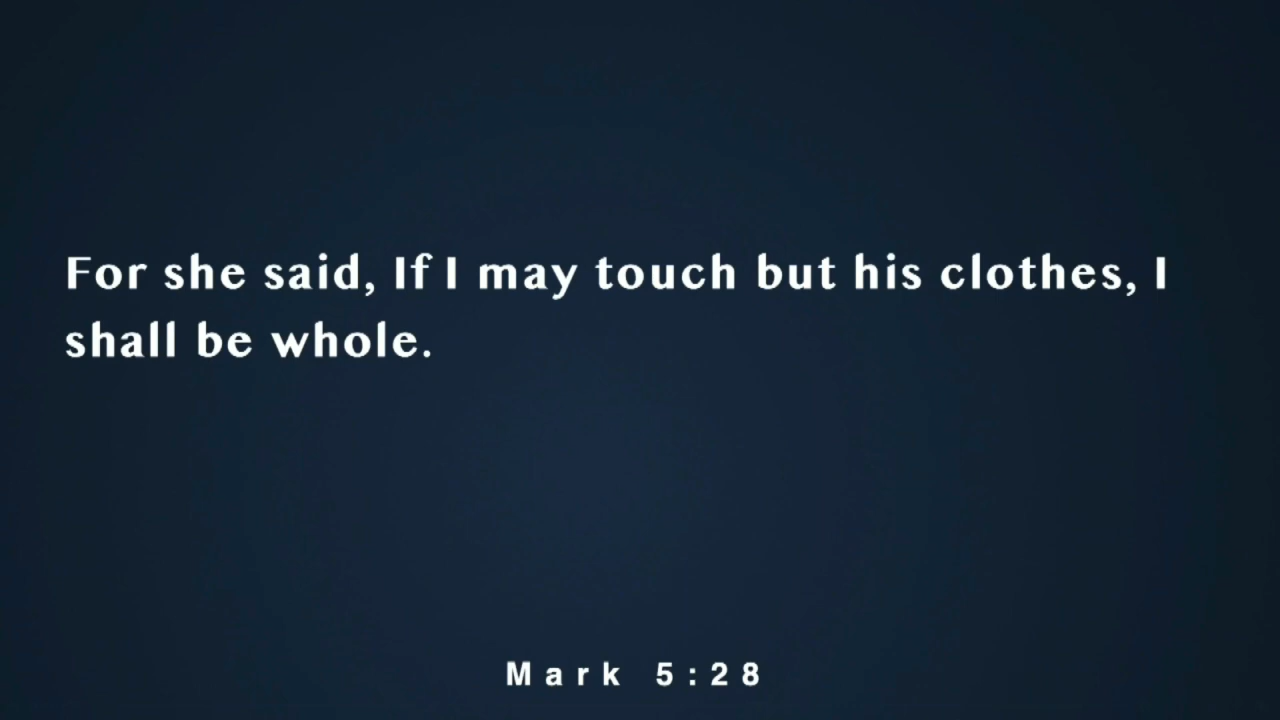 For she said, If I may touch but his clothes, I
shall be whole.
Mark 5:28